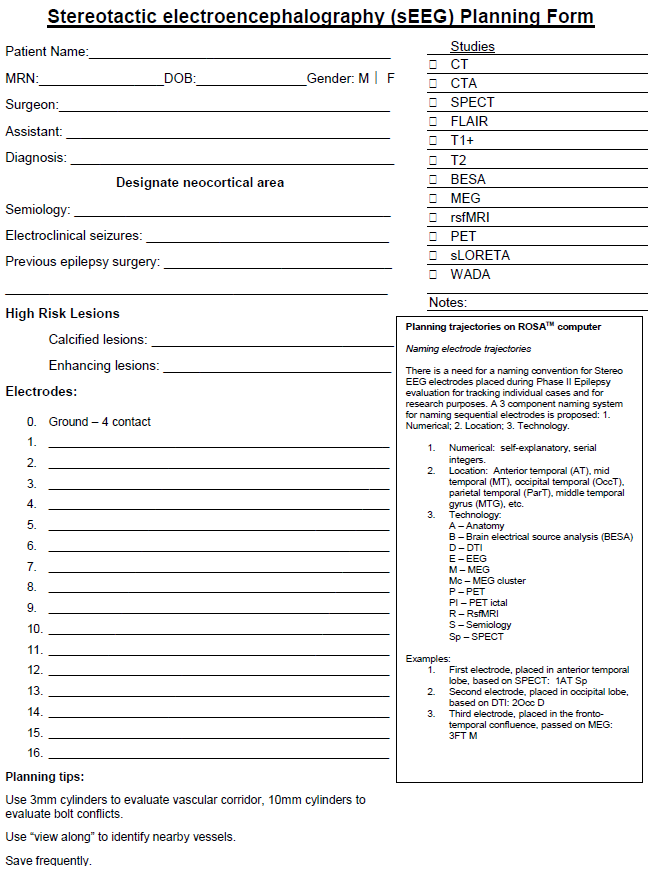 Stereotactic electroencephalography (sEEG) Planning Form
Patient Name:
MRN: DOB: Gender: M | F
Surgeon:
Assistant:
Diagnosis:
Designate neocortical area
Semiology:
Electroclinical seizures:
Previous epilepsy surgery:
High Risk Lesions
Calcified lesions:
Enhancing lesions:
Electrodes:
0. Ground – 4 contact
1.
2.
3.
4.
5.
6.
7.
8.
9.
10.
11.
12.
13.
14.
15.
16.
Planning tips:
Use 3mm cylinders to evaluate vascular corridor, 10mm cylinders to
evaluate bolt conflicts.
Use “view along” to identify nearby vessels.
Save frequently.
Studies
CT
CTA
SPECT
FLAIR
T1+
T2
BESA
MEG
rsfMRI
PET
sLORETA
WADA
Notes:
Planning trajectories on ROSA™ computer
Naming electrode trajectories
There is a need for a naming convention for Stereo
EEG electrodes placed during Phase II Epilepsy
evaluation for tracking individual cases and for
research purposes. A 3 component naming system
for naming sequential electrodes is proposed: 1.
Numerical; 2. Location; 3. Technology.
1. Numerical: self-explanatory, serial
integers.
2. Location: Anterior temporal (AT), mid
temporal (MT), occipital temporal (OccT),
parietal temporal (ParT), middle temporal
gyrus (MTG), etc.
3. Technology:
A – Anatomy
B – Brain electrical source analysis (BESA)
D – DTI
E – EEG
M – MEG
Mc – MEG cluster
P – PET
PI – PET ictal
R – RsfMRI
S – Semiology
Sp – SPECT
Examples:
1. First electrode, placed in anterior temporal
lobe, based on SPECT: 1AT Sp
2. Second electrode, placed in occipital lobe,
based on DTI: 2Occ D
3. Third electrode, placed in the fronto-
temporal confluence, passed on MEG:
3FT M